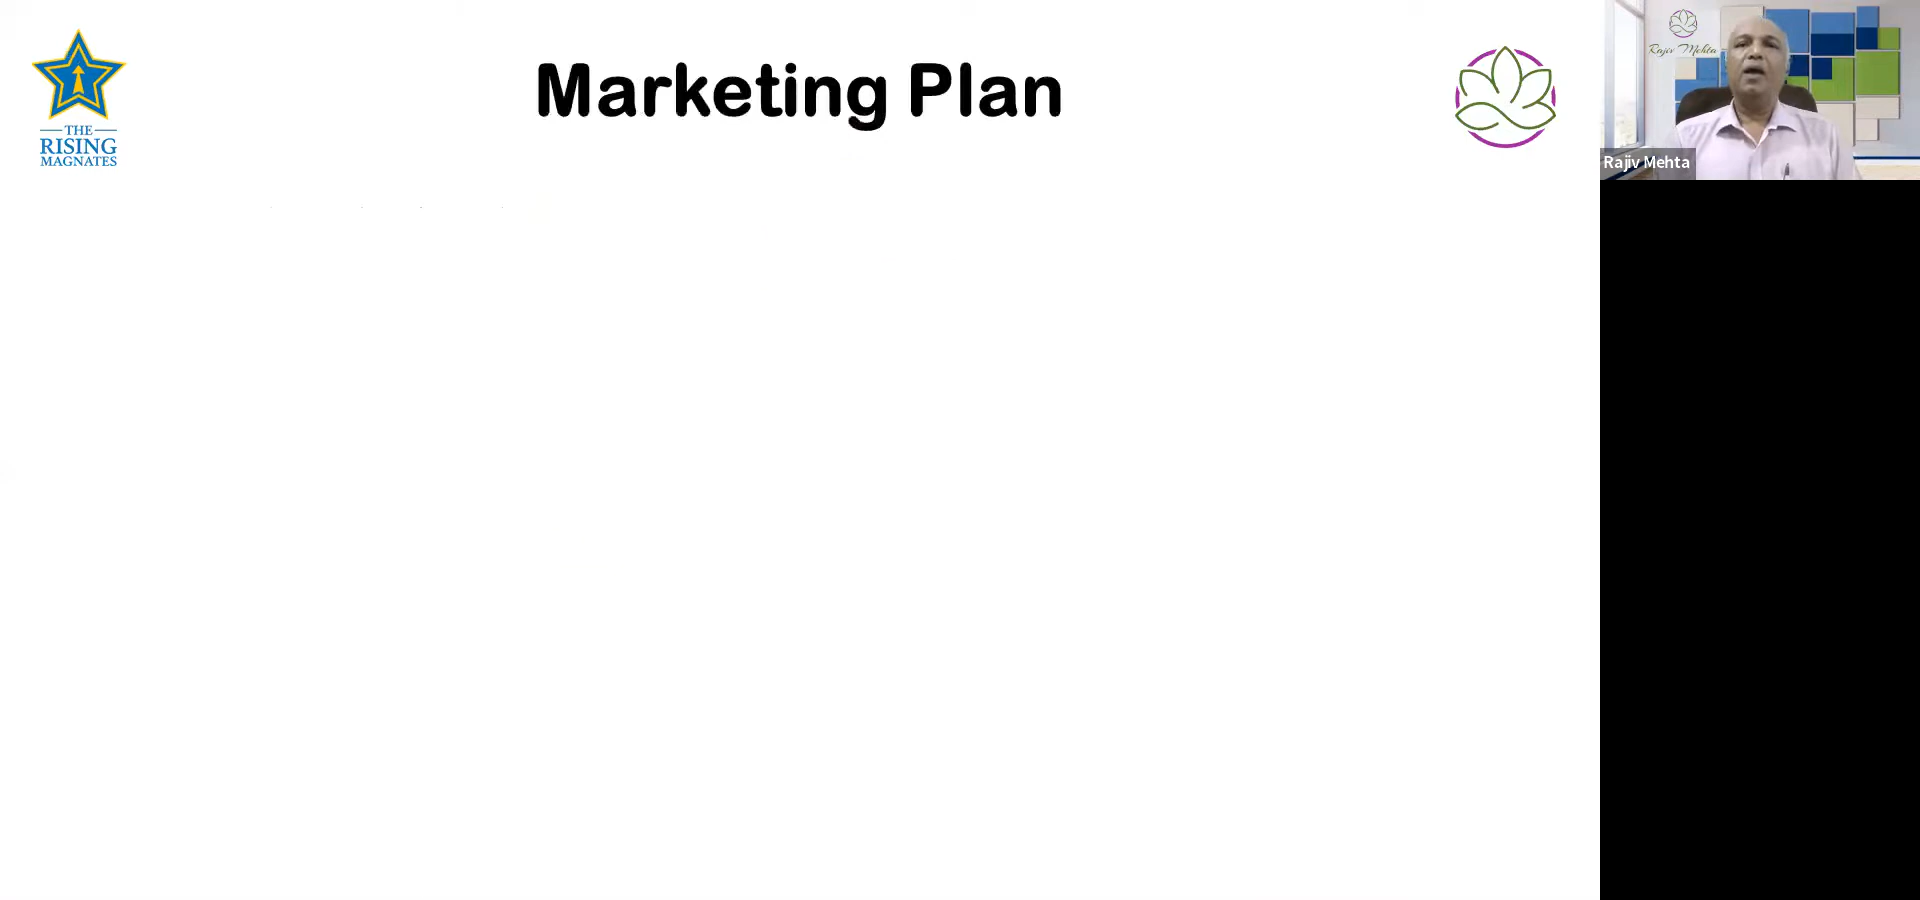 Marketing Plan
THE
RISING
MAGNATES
Rajiv Mehta
Rajiv Mehta